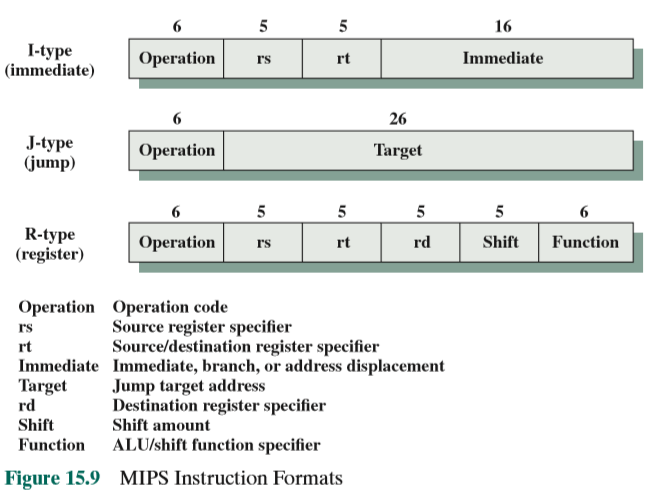 6 5 5 16
I-type
(immediate)
Operation rs rt Immediate
6 26
J-type
(jump)
Operation Target
6 5 5 5 5 6
R-type
(register)
Operation rs rt rd Shift Function
Operation Operation code
rs Source register specifier
rt Source/destination register specifier
Immediate Immediate, branch, or address displacement
Target Jump target address
rd Destination register specifier
Shift Shift amount
Function ALU/shift function specifier
Figure 15.9 MIPS Instruction Formats